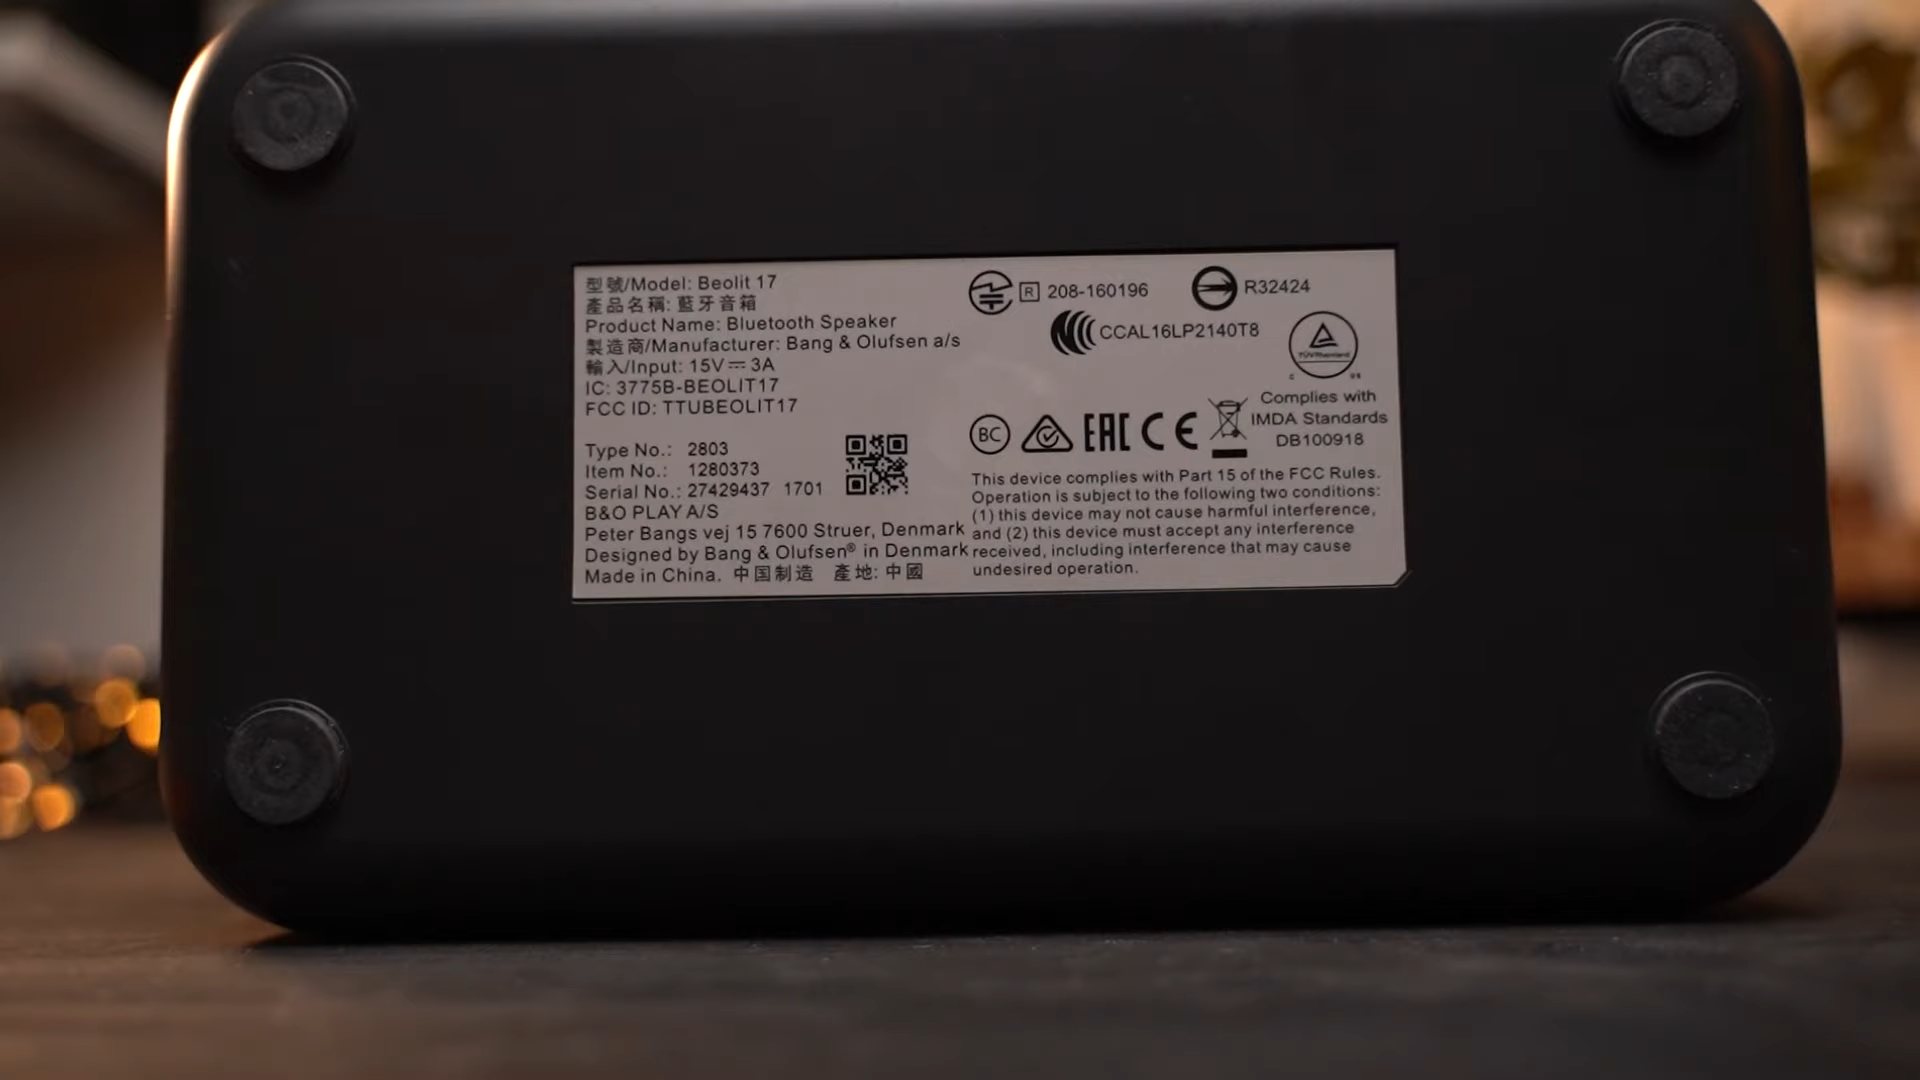 型號/Model: Beolit 17
產品名稱: 藍牙音箱
Product Name: Bluetooth Speaker
製造商/Manufacturer: Bang & Olufsen a/s
輸入/Input: 15V⎓3A
IC: 3775B-BEOLIT17
FCC ID: TTUBEOLIT17
Type No.: 2803
Item No.: 1280373
Serial No.: 27429437 1701
B&O PLAY A/S
Peter Bangs vej 15 7600 Struer, Denmark
Designed by Bang & Olufsen® in Denmark
Made in China. 中国制造 產地: 中國
R 208-160196
R32424
CCAL16LP2140T8
TÜVRheinland
C US
BC
EAC CE
Complies with
IMDA Standards
DB100918
This device complies with Part 15 of the FCC Rules.
Operation is subject to the following two conditions:
(1) this device may not cause harmful interference,
and (2) this device must accept any interference
received, including interference that may cause
undesired operation.